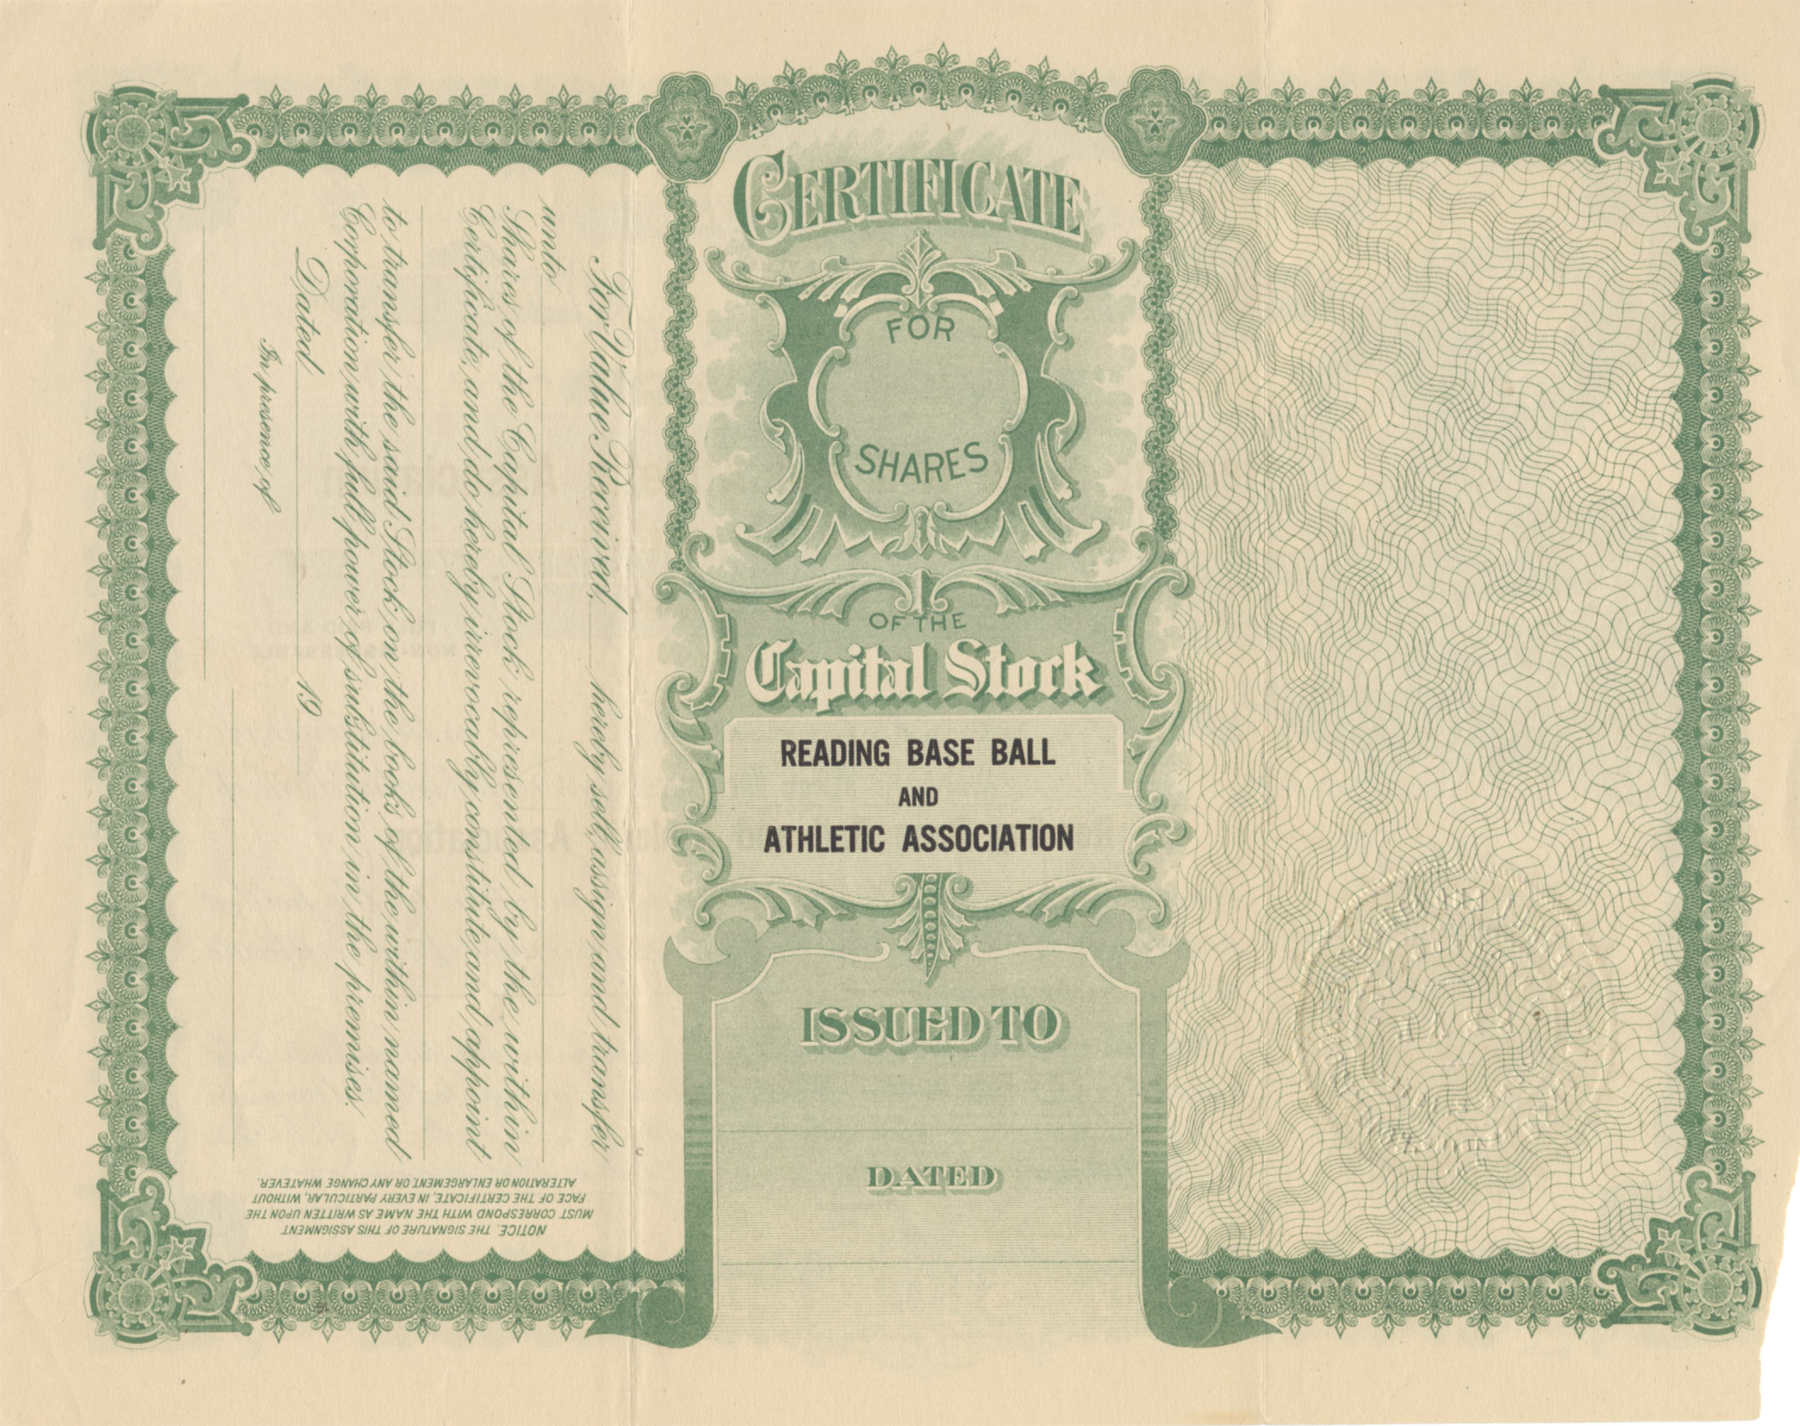 For Value Received, hereby sell, assign and transfer
unto
Shares of the Capital Stock represented by the within
Certificate, and do hereby irrevocably constitute and appoint
to transfer the said Stock on the books of the within named
Corporation with full power of substitution in the premises.
Dated 19
In presence of
NOTICE. THE SIGNATURE OF THIS ASSIGNMENT
MUST CORRESPOND WITH THE NAME AS WRITTEN UPON THE
FACE OF THE CERTIFICATE, IN EVERY PARTICULAR, WITHOUT
ALTERATION OR ENLARGEMENT, OR ANY CHANGE WHATEVER.
CERTIFICATE
FOR
SHARES
OF THE
Capital Stock
READING BASE BALL
AND
ATHLETIC ASSOCIATION
ISSUED TO
DATED